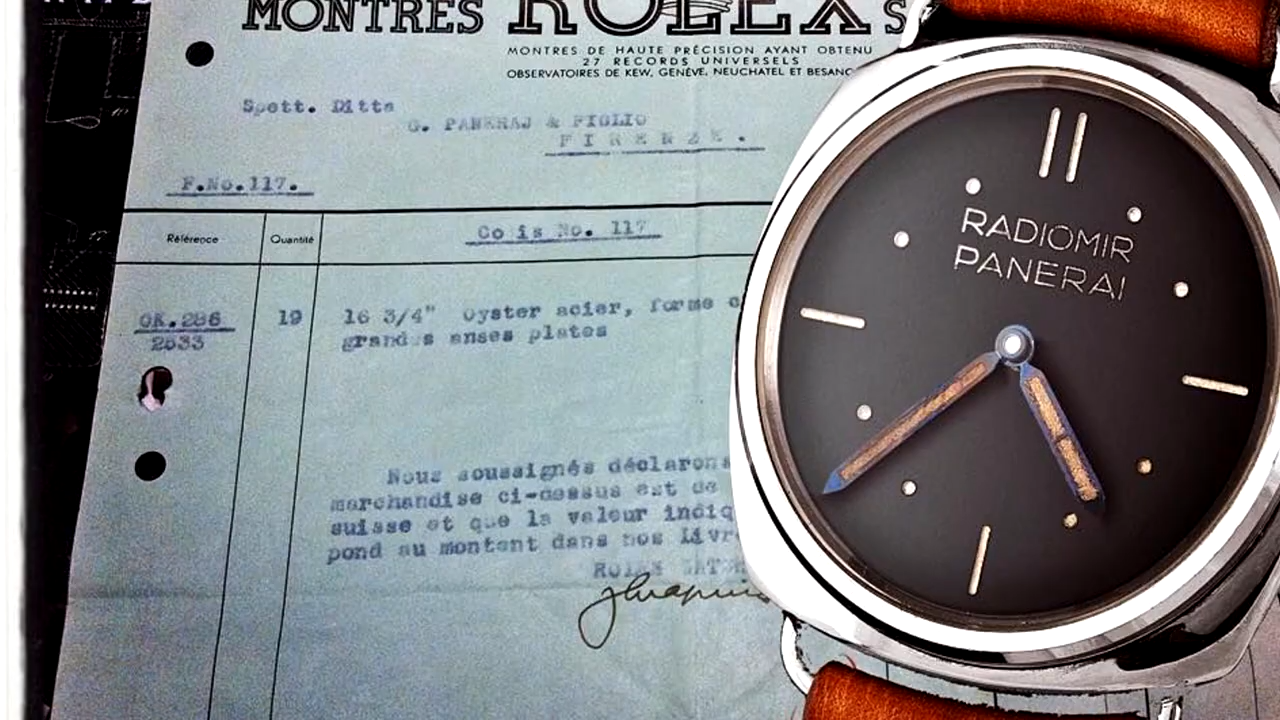 MONTRES ROLEX S
MONTRES DE HAUTE PRÉCISION AYANT OBTENU
27 RECORDS UNIVERSELS
OBSERVATOIRES DE KEW, GENÈVE, NEUCHATEL ET BESANÇ
Spett. Ditta
G. PANERAJ & FIGLIO
FIRENZE.
F.No.117.
Référence
Quantité
Colis No. 117
OK.286
2533
19
16 3/4" Oyster acier, forme c
grandes anses plates
Nous soussignés déclarons
marchandise ci-dessus est de
suisse et que la valeur indiq
pond au montant dans nos livr
ROLEX WATCH
RADIOMIR
PANERAI